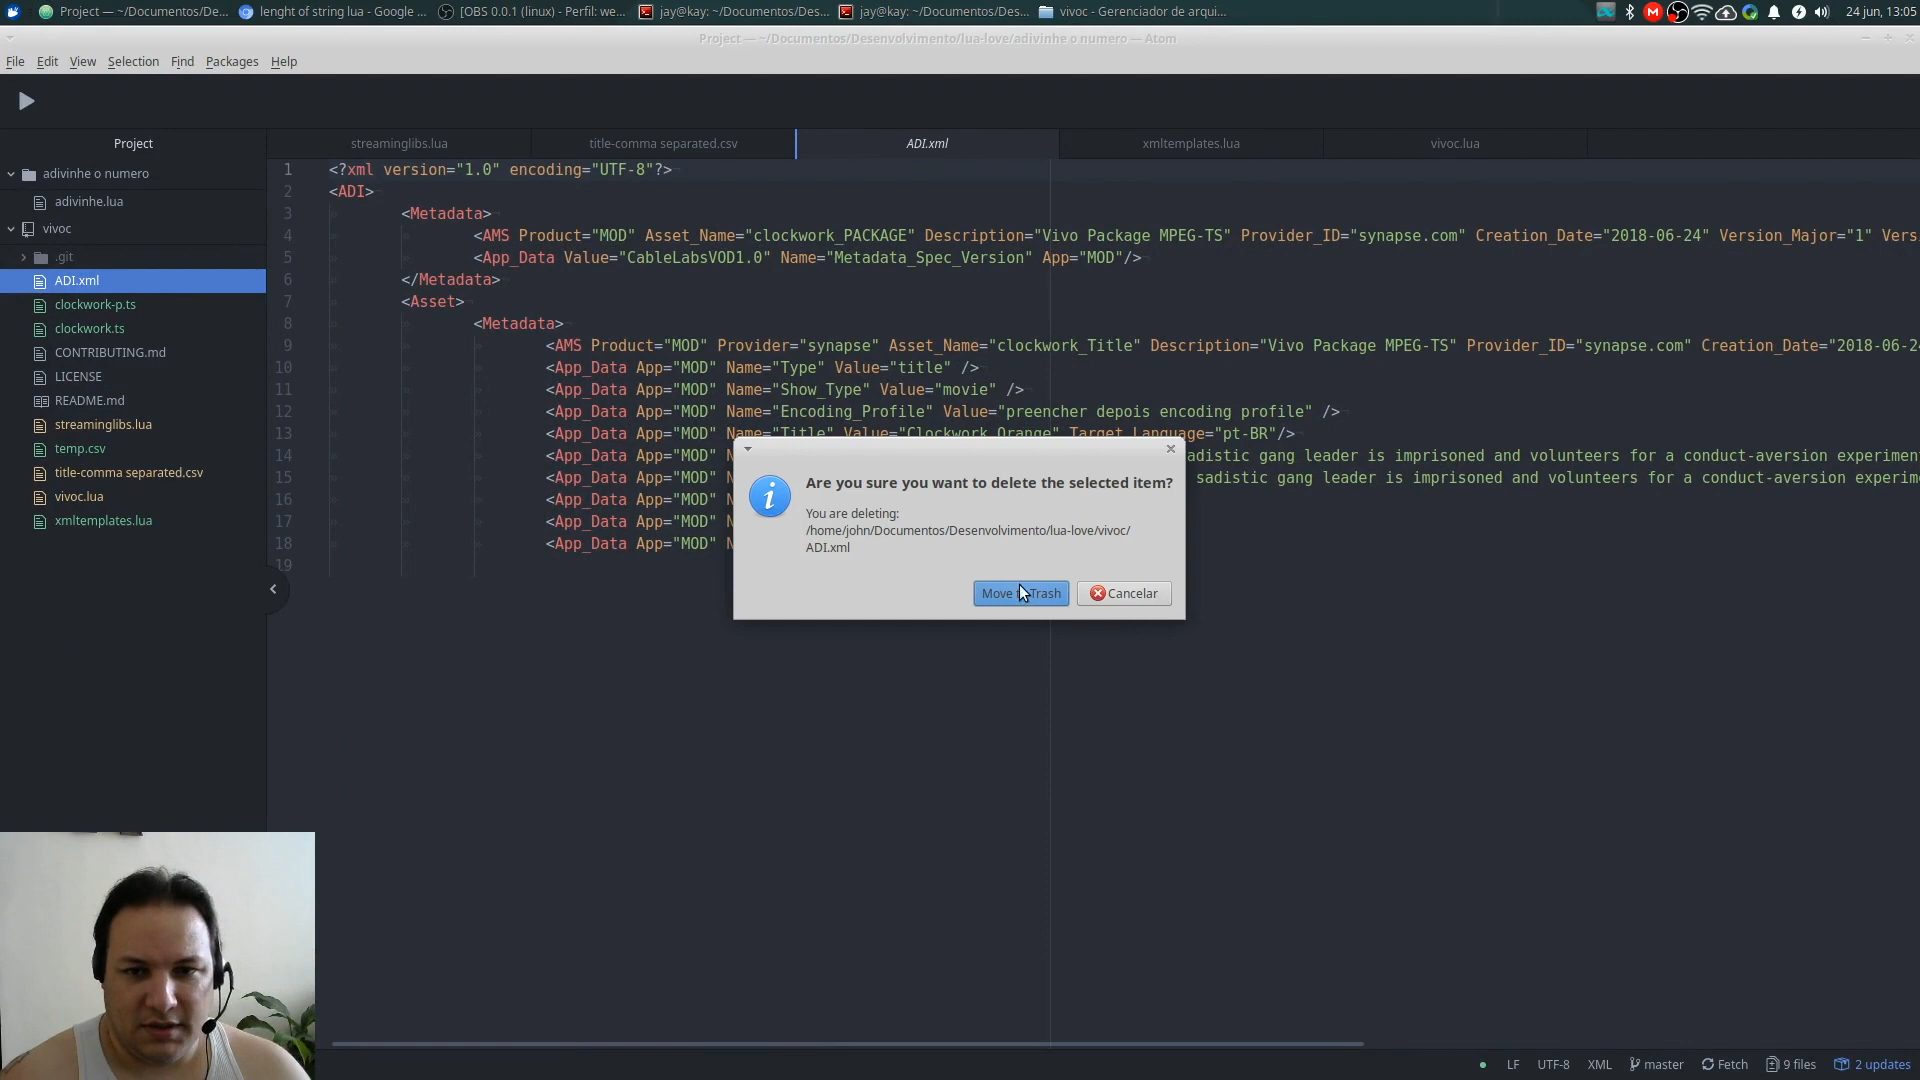 Project — ~/Documentos/De... lenght of string lua - Google ... [OBS 0.0.1 (linux) - Perfil: we... jay@kay: ~/Documentos/Des... jay@kay: ~/Documentos/Des... vivoc - Gerenciador de arqui... 24 jun, 13:05
Project — ~/Documentos/Desenvolvimento/lua-love/adivinhe o numero — Atom
File Edit View Selection Find Packages Help
Project
streaminglibs.lua title-comma separated.csv ADI.xml xmltemplates.lua vivoc.lua
adivinhe o numero
adivinhe.lua
vivoc
.git
ADI.xml
clockwork-p.ts
clockwork.ts
CONTRIBUTING.md
LICENSE
README.md
streaminglibs.lua
temp.csv
title-comma separated.csv
vivoc.lua
xmltemplates.lua
1 <?xml version="1.0" encoding="UTF-8"?>
2 <ADI>
3 <Metadata>
4 <AMS Product="MOD" Asset_Name="clockwork_PACKAGE" Description="Vivo Package MPEG-TS" Provider_ID="synapse.com" Creation_Date="2018-06-24" Version_Major="1" Vers
5 <App_Data Value="CableLabsVOD1.0" Name="Metadata_Spec_Version" App="MOD"/>
6 </Metadata>
7 <Asset>
8 <Metadata>
9 <AMS Product="MOD" Provider="synapse" Asset_Name="clockwork_Title" Description="Vivo Package MPEG-TS" Provider_ID="synapse.com" Creation_Date="2018-06-2
10 <App_Data App="MOD" Name="Type" Value="title" />
11 <App_Data App="MOD" Name="Show_Type" Value="movie" />
12 <App_Data App="MOD" Name="Encoding_Profile" Value="preencher depois encoding profile" />
13 <App_Data App="MOD" Name="Title" Value="Clockwork Orange" Target_Language="pt-BR"/>
14 <App_Data App="MOD" N adistic gang leader is imprisoned and volunteers for a conduct-aversion experimen
15 <App_Data App="MOD" N sadistic gang leader is imprisoned and volunteers for a conduct-aversion experim
16 <App_Data App="MOD" N
17 <App_Data App="MOD" N
18 <App_Data App="MOD" N
19
Are you sure you want to delete the selected item?
You are deleting:
/home/john/Documentos/Desenvolvimento/lua-love/vivoc/
ADI.xml
Move Trash Cancelar
LF UTF-8 XML master Fetch 9 files 2 updates